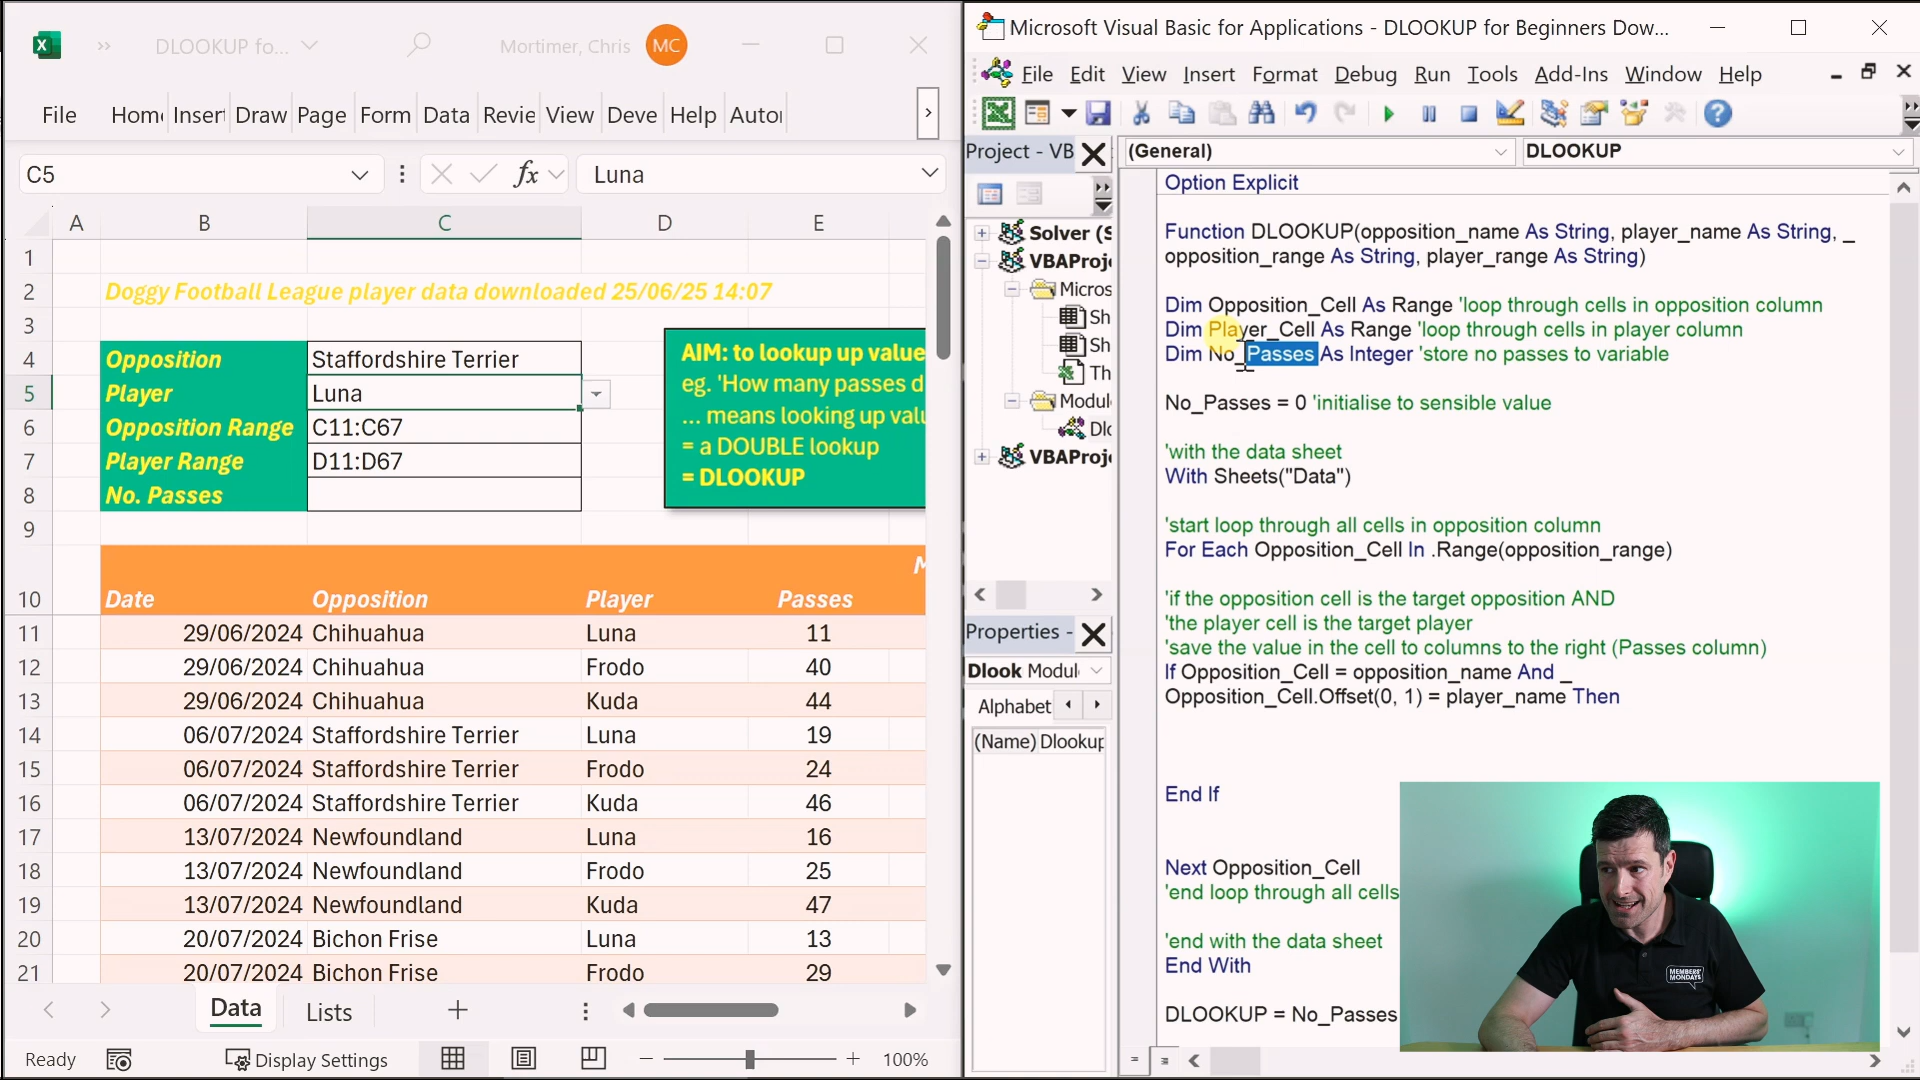 DLOOKUP fo...
Mortimer, Chris
MC
File Home Insert Draw Page Form Data Revie View Deve Help Autor
C5
fx
Luna
A B C D E
1
2 Doggy Football League player data downloaded 25/06/25 14:07
3
4 Opposition Staffordshire Terrier
5 Player Luna
6 Opposition Range C11:C67
7 Player Range D11:D67
8 No. Passes
9
AIM: to lookup up value
eg. 'How many passes d
... means looking up valu
= a DOUBLE lookup
= DLOOKUP
10 Date Opposition Player Passes M
11 29/06/2024 Chihuahua Luna 11
12 29/06/2024 Chihuahua Frodo 40
13 29/06/2024 Chihuahua Kuda 44
14 06/07/2024 Staffordshire Terrier Luna 19
15 06/07/2024 Staffordshire Terrier Frodo 24
16 06/07/2024 Staffordshire Terrier Kuda 46
17 13/07/2024 Newfoundland Luna 16
18 13/07/2024 Newfoundland Frodo 25
19 13/07/2024 Newfoundland Kuda 47
20 20/07/2024 Bichon Frise Luna 13
21 20/07/2024 Bichon Frise Frodo 29
Data Lists
Ready
Display Settings
100%
Microsoft Visual Basic for Applications - DLOOKUP for Beginners Dow...
File Edit View Insert Format Debug Run Tools Add-Ins Window Help
Project - VB
Solver (S
VBAProje
Micros
Sh
Sh
Th
Modul
Dlo
VBAProje
Properties -
Dlook Modul
Alphabet
(Name) Dlookup
(General)
DLOOKUP
Option Explicit
Function DLOOKUP(opposition_name As String, player_name As String, _
opposition_range As String, player_range As String)
Dim Opposition_Cell As Range 'loop through cells in opposition column
Dim Player_Cell As Range 'loop through cells in player column
Dim No_Passes As Integer 'store no passes to variable
No_Passes = 0 'initialise to sensible value
'with the data sheet
With Sheets("Data")
'start loop through all cells in opposition column
For Each Opposition_Cell In .Range(opposition_range)
'if the opposition cell is the target opposition AND
'the player cell is the target player
'save the value in the cell to columns to the right (Passes column)
If Opposition_Cell = opposition_name And _
Opposition_Cell.Offset(0, 1) = player_name Then
End If
Next Opposition_Cell
'end loop through all cells
'end with the data sheet
End With
DLOOKUP = No_Passes
MEMBERS'
MONDAYS